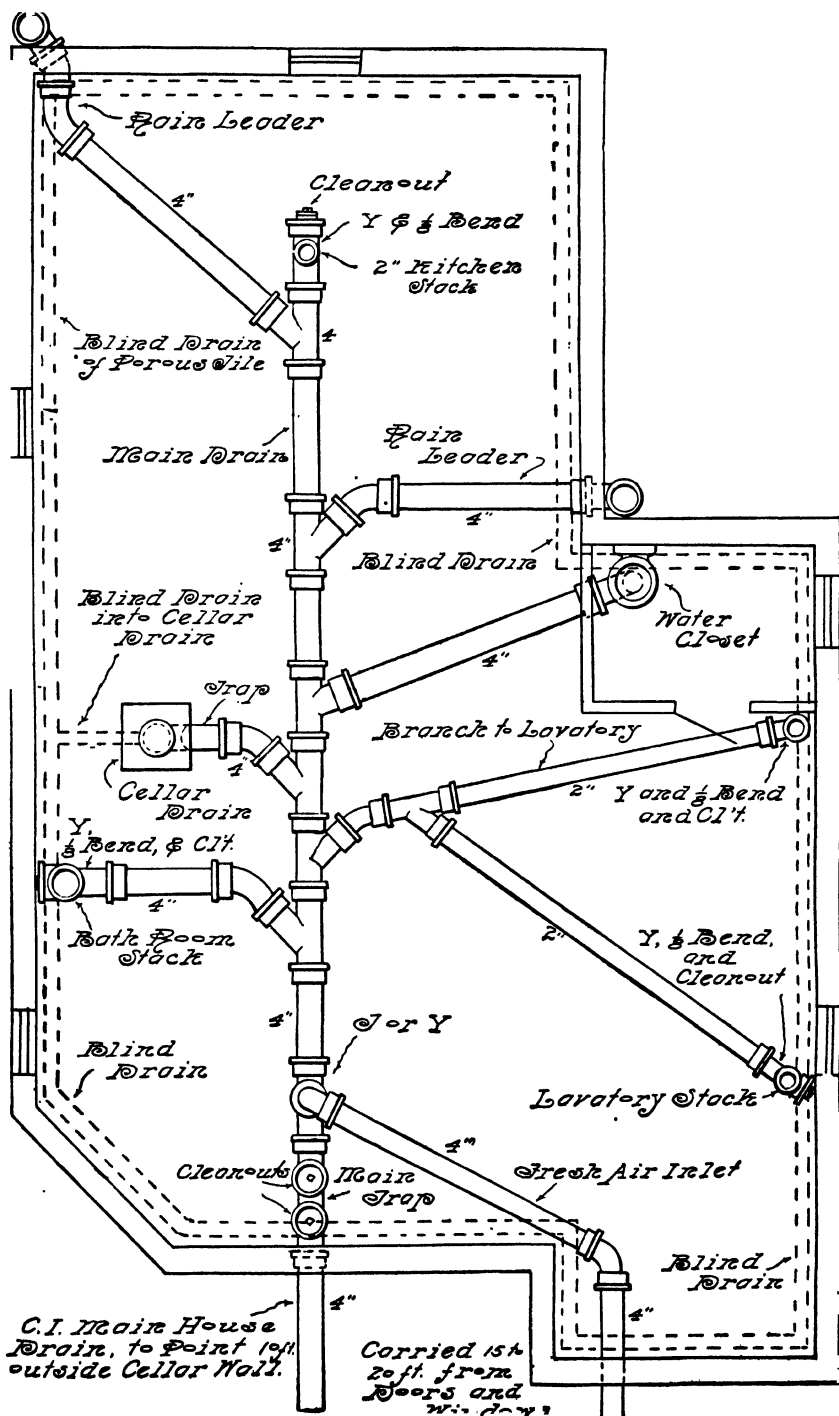 Rain Leader
4"
Cleanout
Y & ⅛ Bend
2" Kitchen
Stack
4
Blind Drain
of Porous Tile
Main Drain
Rain
Leader
4"
4"
Blind Drain
Blind Drain
into Cellar
Drain
Water
Closet
4"
Trap
Branch to Lavatory
4"
Cellar
Drain
2"
Y and ⅛ Bend
and Cl't.
Y,
⅛ Bend, & Clt.
4"
Bath Room
Stack
2"
Y, ⅛ Bend,
and
Cleanout
4"
T or Y
Blind
Drain
Lavatory Stack
4"
Cleanouts
Main
Trap
Fresh Air Inlet
Blind
Drain
4"
4"
C.I. Main House
Drain, to Point 10ft.
outside Cellar Wall.
Carried 15 to
20 ft. from
Doors and
Windows